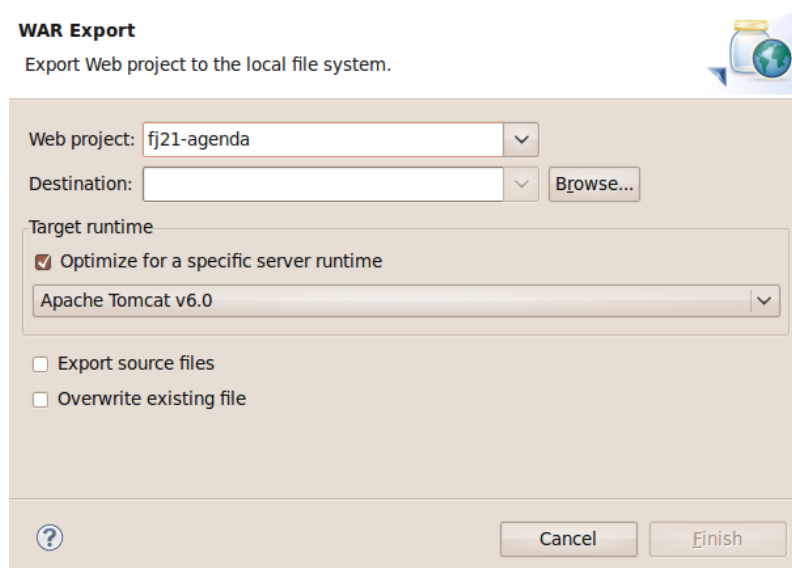 WAR Export
Export Web project to the local file system.
Web project: fj21-agenda
Destination: Browse...
Target runtime
Optimize for a specific server runtime
Apache Tomcat v6.0
Export source files
Overwrite existing file
? Cancel Finish